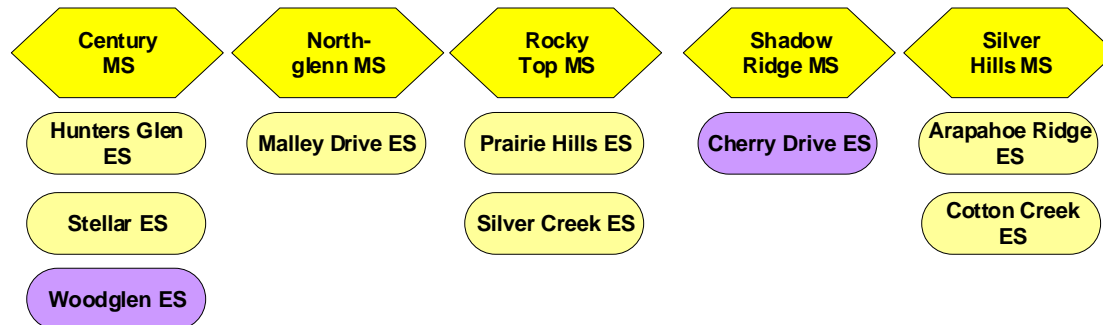 Century
MS
North-
glenn MS
Rocky
Top MS
Shadow
Ridge MS
Silver
Hills MS
Hunters Glen
ES
Malley Drive ES
Prairie Hills ES
Cherry Drive ES
Arapahoe Ridge
ES
Stellar ES
Silver Creek ES
Cotton Creek
ES
Woodglen ES